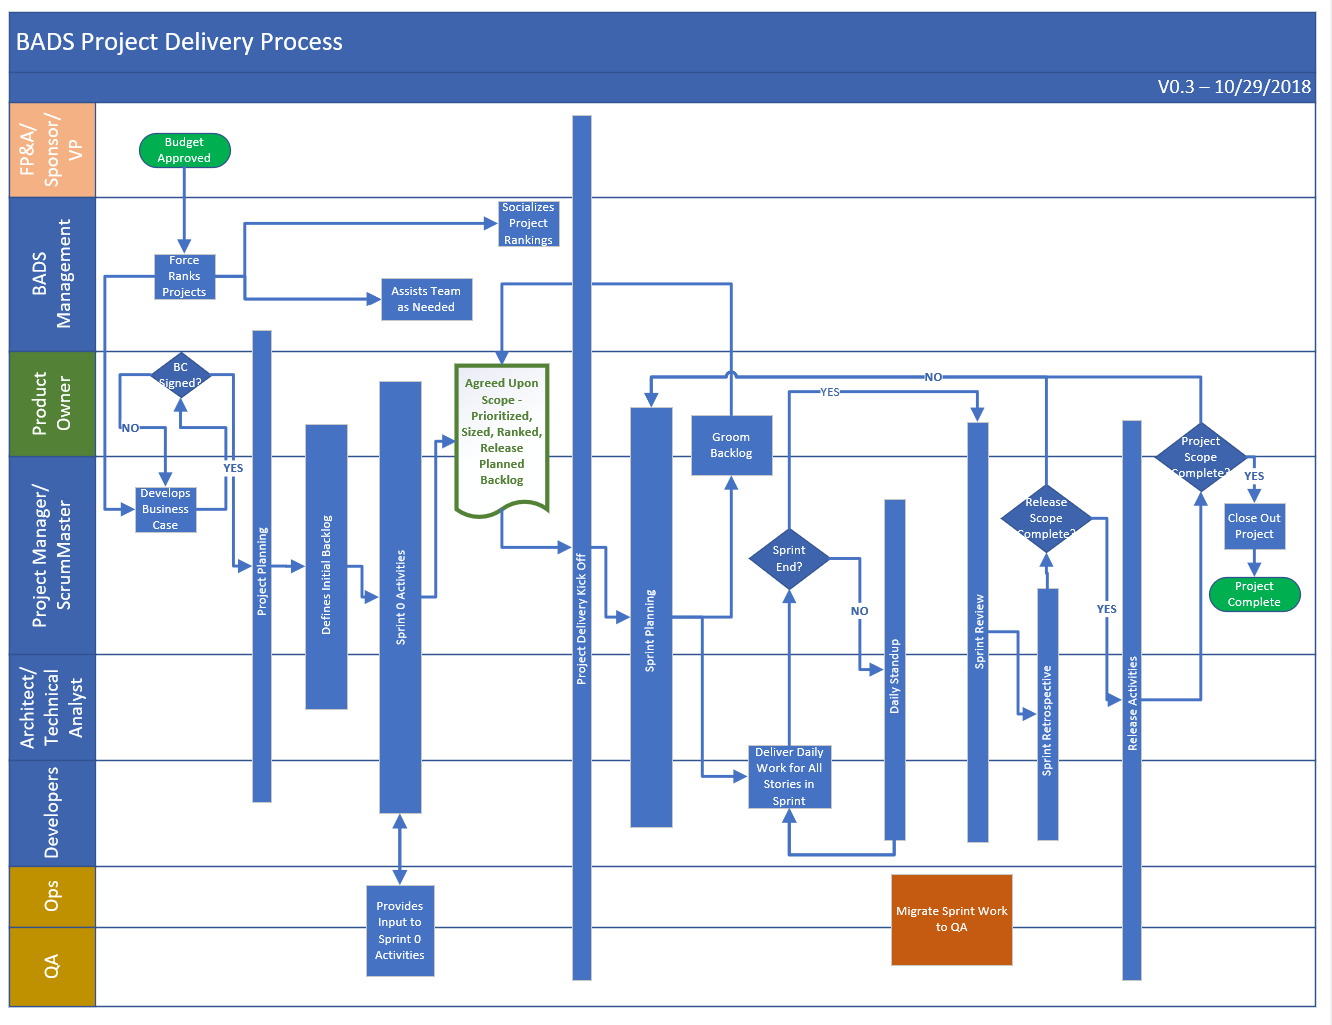 BADS Project Delivery Process
V0.3 – 10/29/2018
FP&A/
Sponsor/
VP
Budget
Approved
BADS
Management
Force
Ranks
Projects
Socializes
Project
Rankings
Assists Team
as Needed
Product
Owner
BC
Signed?
NO
YES
Agreed Upon
Scope -
Prioritized,
Sized, Ranked,
Release
Planned
Backlog
Groom
Backlog
YES
NO
Project
Scope
Complete?
YES
Project Manager/
ScrumMaster
Develops
Business
Case
Project Planning
Defines Initial Backlog
Sprint 0 Activities
Project Delivery Kick Off
Sprint Planning
Sprint
End?
NO
Daily Standup
Sprint Review
Release
Scope
Complete?
YES
Sprint Retrospective
Release Activities
Close Out
Project
Project
Complete
Architect/
Technical
Analyst
Deliver Daily
Work for All
Stories in
Sprint
Developers
Ops
Provides
Input to
Sprint 0
Activities
Migrate Sprint Work
to QA
QA